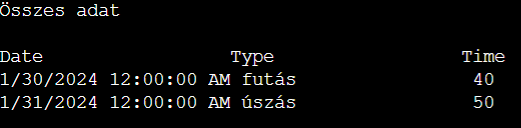 Összes adat
Date Type Time
1/30/2024 12:00:00 AM futás 40
1/31/2024 12:00:00 AM úszás 50